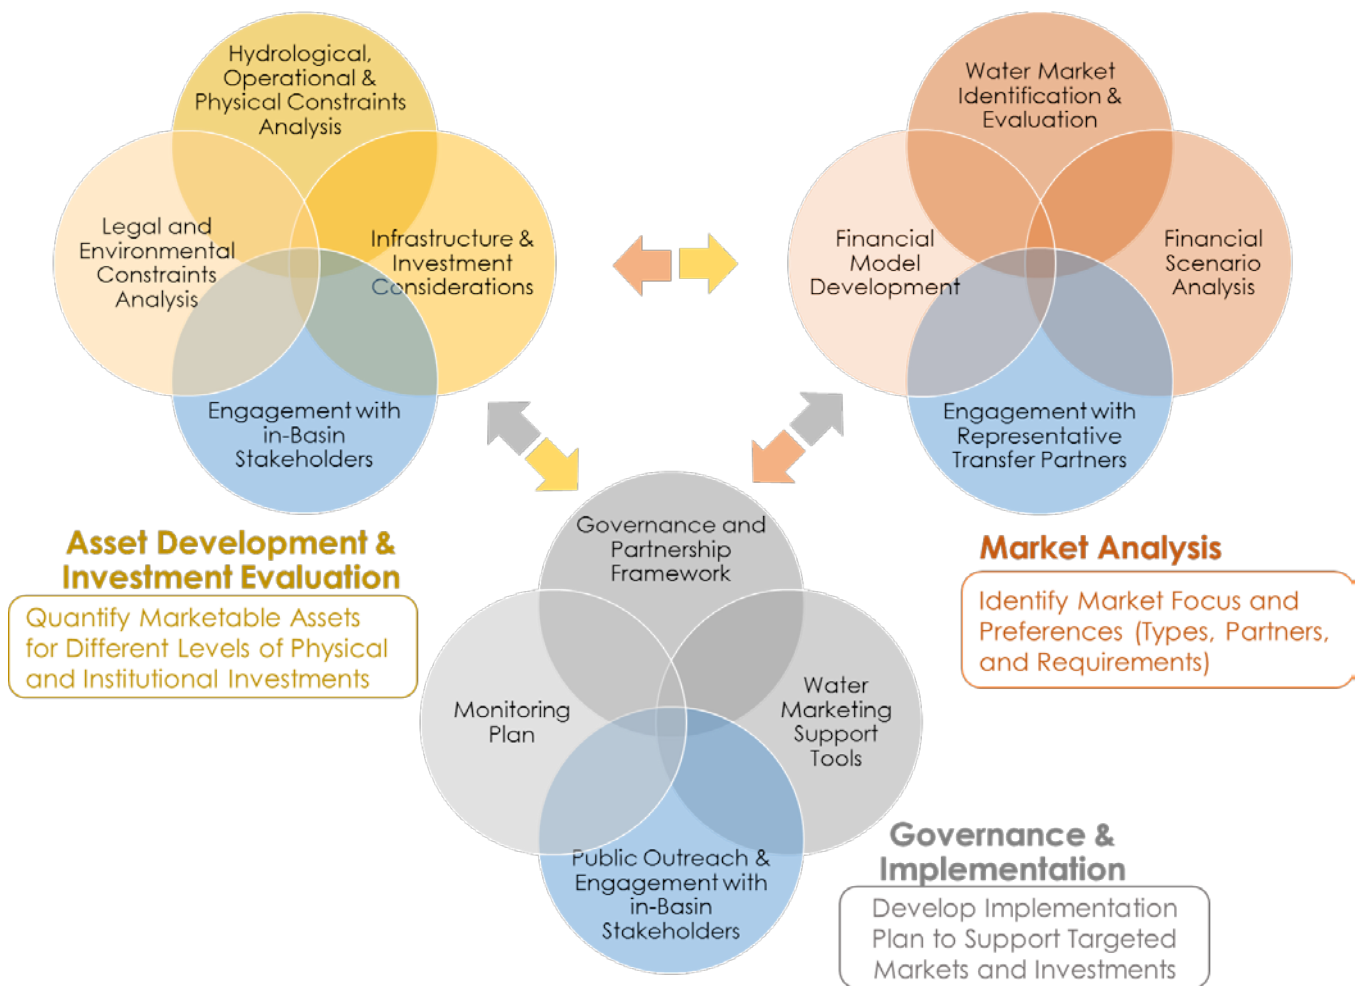 Hydrological,
Operational &
Physical Constraints
Analysis
Legal and
Environmental
Constraints
Analysis
Infrastructure &
Investment
Considerations
Engagement with
in-Basin
Stakeholders
Asset Development &
Investment Evaluation
Quantify Marketable Assets
for Different Levels of Physical
and Institutional Investments
Water Market
Identification &
Evaluation
Financial
Model
Development
Financial
Scenario
Analysis
Engagement with
Representative
Transfer Partners
Market Analysis
Identify Market Focus and
Preferences (Types, Partners,
and Requirements)
Governance and
Partnership
Framework
Monitoring
Plan
Water
Marketing
Support
Tools
Public Outreach &
Engagement with
in-Basin
Stakeholders
Governance &
Implementation
Develop Implementation
Plan to Support Targeted
Markets and Investments